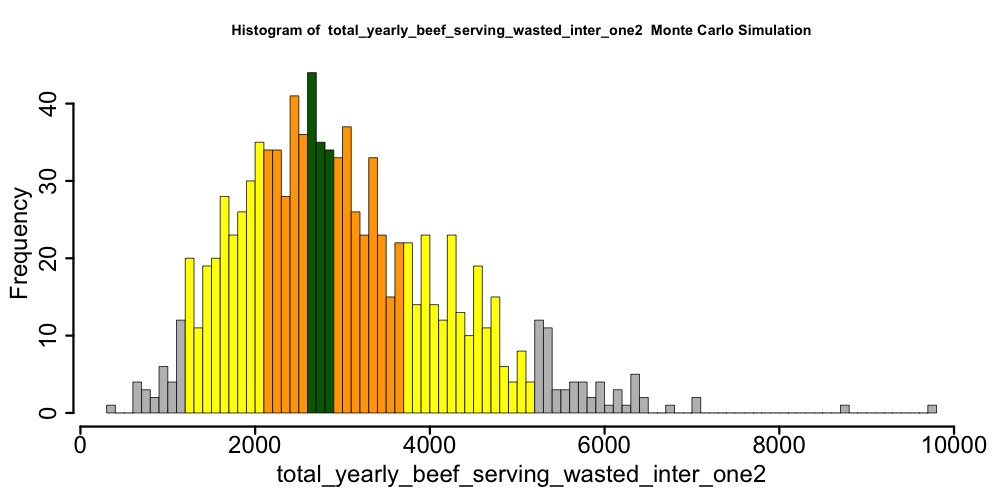 Histogram of  total_yearly_beef_serving_wasted_inter_one2  Monte Carlo Simulation
Frequency
40
30
20
10
0
0 2000 4000 6000 8000 10000
total_yearly_beef_serving_wasted_inter_one2